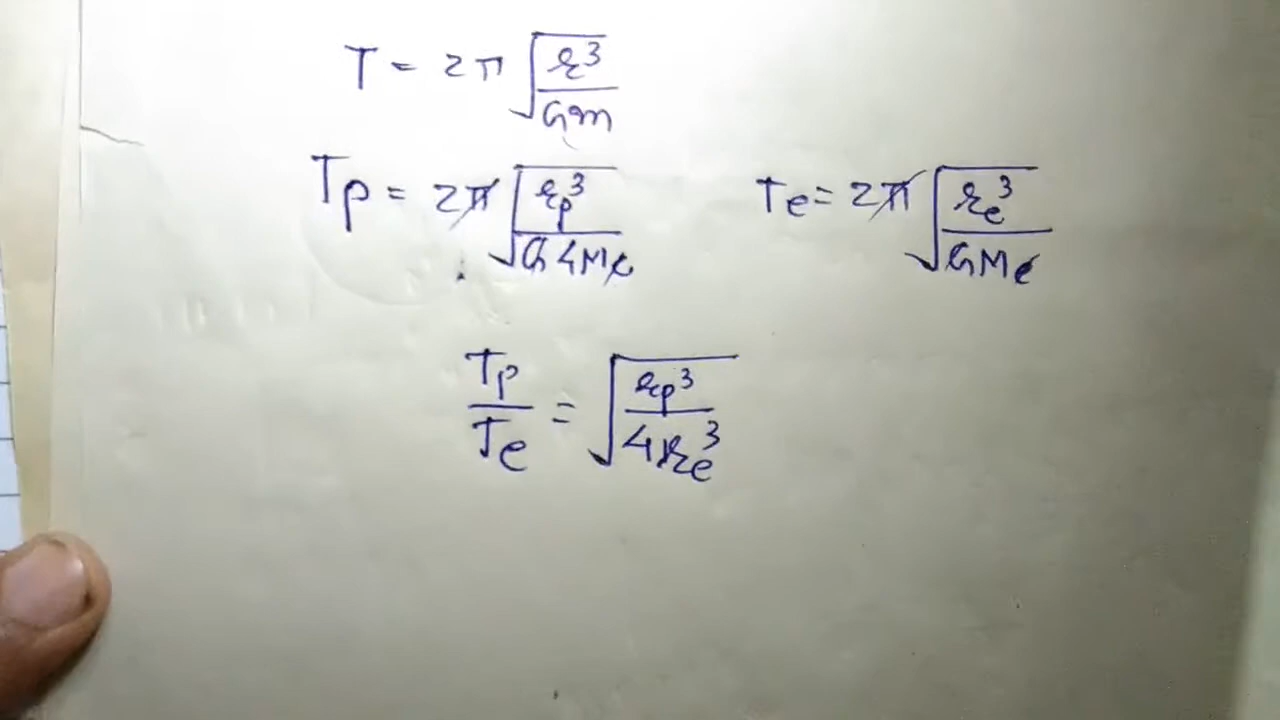 T = 2π √(r³/Gm)
Tp = 2π √(rp³/G4Me) Te = 2π √(re³/GMe)
Tp/Te = √(rp³/4re³)